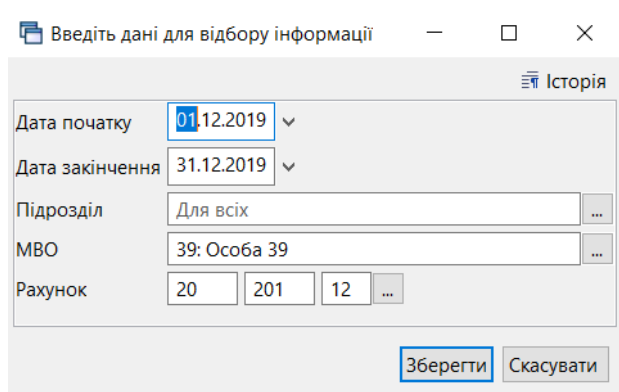 Введіть дані для відбору інформації
Історія
Дата початку 01.12.2019
Дата закінчення 31.12.2019
Підрозділ Для всіх ...
МВО 39: Особа 39 ...
Рахунок 20 201 12 ...
Зберегти Скасувати